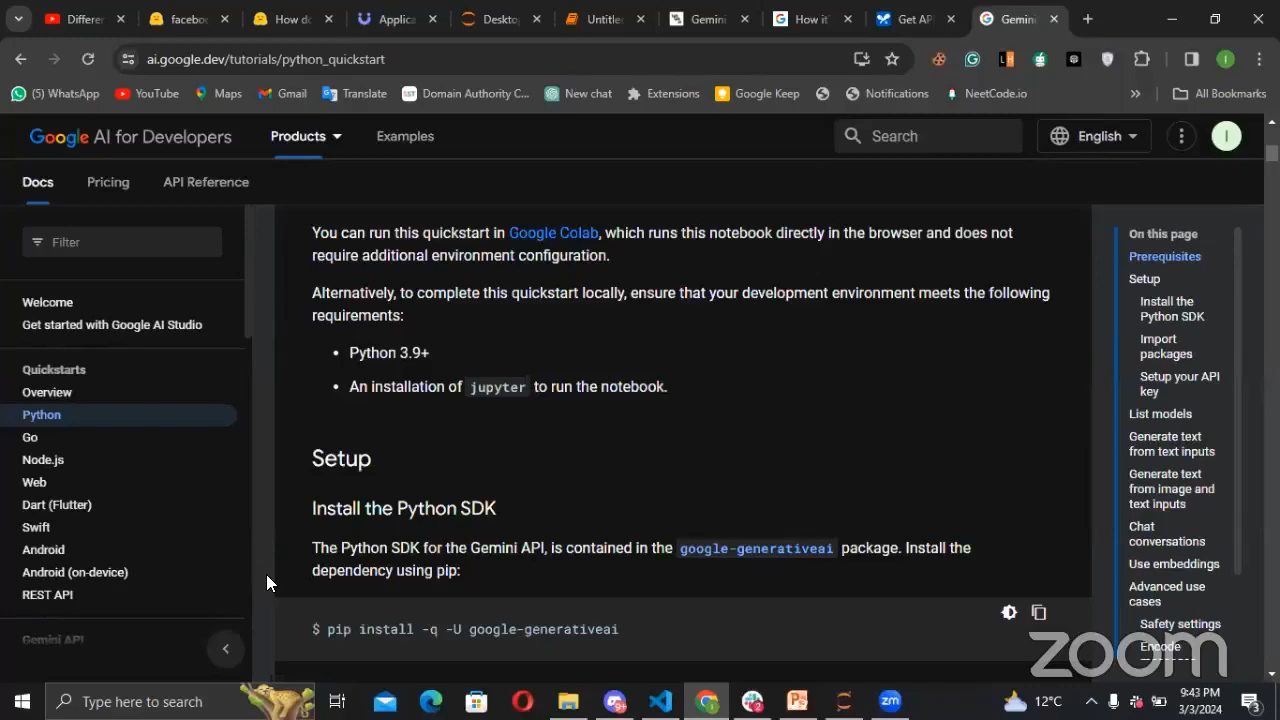 Differer
facebo
How do
Applica
Deskto
Untitle
Gemini
How it
Get API
Gemini
ai.google.dev/tutorials/python_quickstart
(5) WhatsApp
YouTube
Maps
Gmail
Translate
Domain Authority C...
New chat
Extensions
Google Keep
Notifications
NeetCode.io
All Bookmarks
Google AI for Developers
Products
Examples
Search
English
I
Docs
Pricing
API Reference
Filter
Welcome
Get started with Google AI Studio
Quickstarts
Overview
Python
Go
Node.js
Web
Dart (Flutter)
Swift
Android
Android (on-device)
REST API
Gemini API
You can run this quickstart in Google Colab, which runs this notebook directly in the browser and does not
require additional environment configuration.
Alternatively, to complete this quickstart locally, ensure that your development environment meets the following
requirements:
• Python 3.9+
• An installation of jupyter to run the notebook.
Setup
Install the Python SDK
The Python SDK for the Gemini API, is contained in the google-generativeai package. Install the
dependency using pip:
$ pip install -q -U google-generativeai
On this page
Prerequisites
Setup
Install the
Python SDK
Import
packages
Setup your API
key
List models
Generate text
from text inputs
Generate text
from image and
text inputs
Chat
conversations
Use embeddings
Advanced use
cases
Safety settings
Encode
zoom
Type here to search
12°C
9:43 PM
3/3/2024